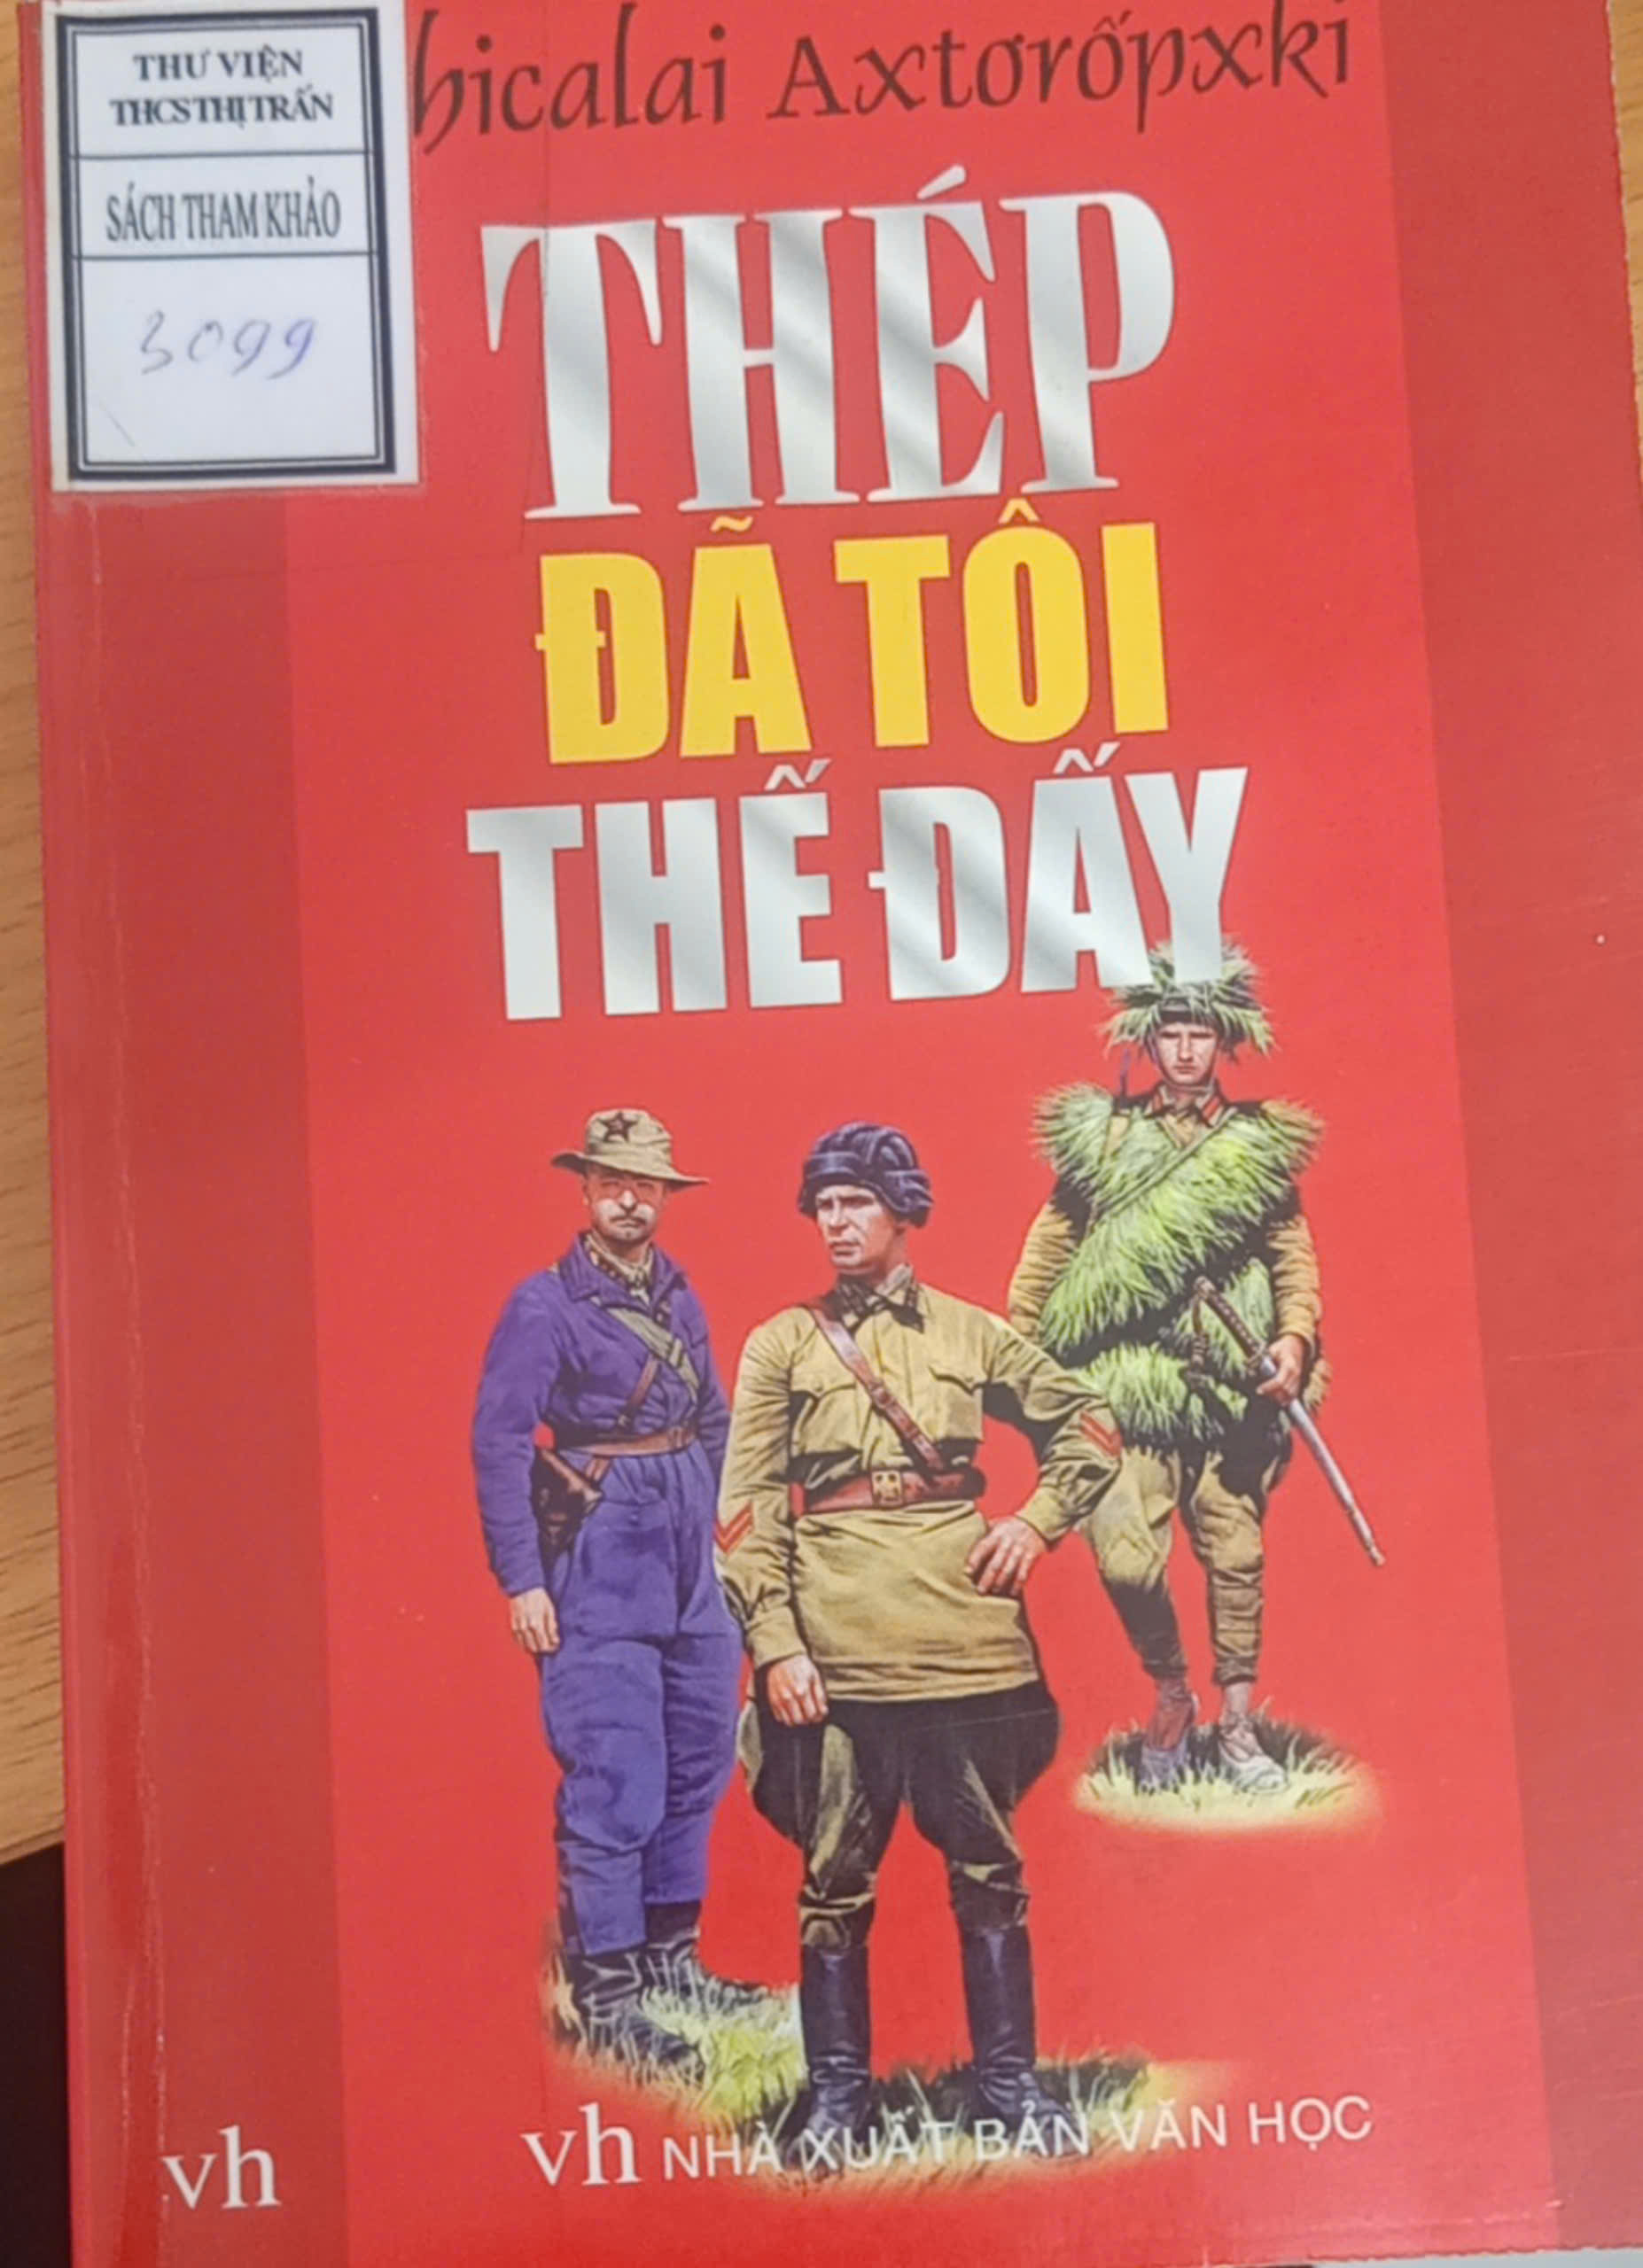 THƯ VIỆN
THCS THỊ TRẤN
SÁCH THAM KHẢO
3099
hicalai Axtơrốpxki
THÉP
ĐÃ TÔI
THẾ ĐẤY
vh
vh NHÀ XUẤT BẢN VĂN HỌC